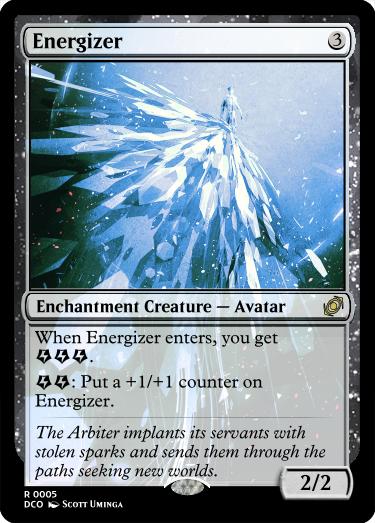 Energizer 3
Enchantment Creature — Avatar
When Energizer enters, you get
.
: Put a +1/+1 counter on
Energizer.
The Arbiter implants its servants with
stolen sparks and sends them through the
paths seeking new worlds.
2/2
R 0005
DCO Scott Uminga